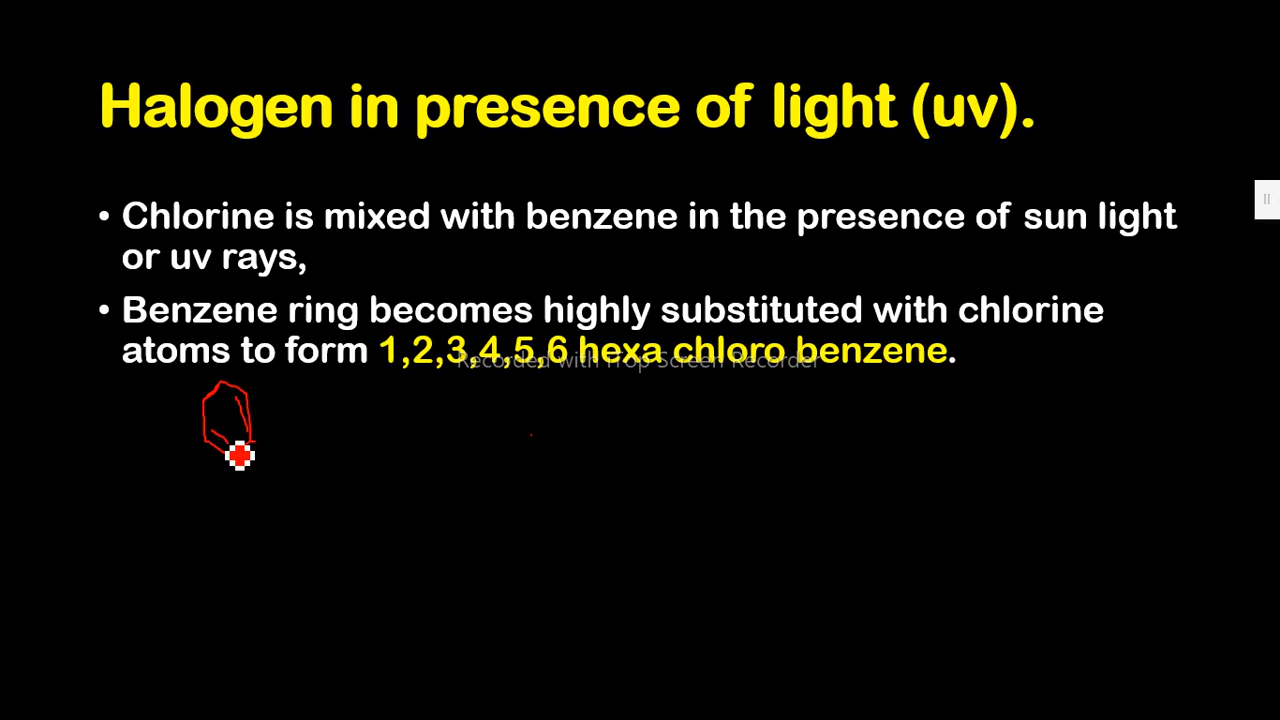 Halogen in presence of light (uv).
• Chlorine is mixed with benzene in the presence of sun light
or uv rays,
• Benzene ring becomes highly substituted with chlorine
atoms to form 1,2,3,4,5,6 hexa chloro benzene.
Recorded with iTop Screen Recorder